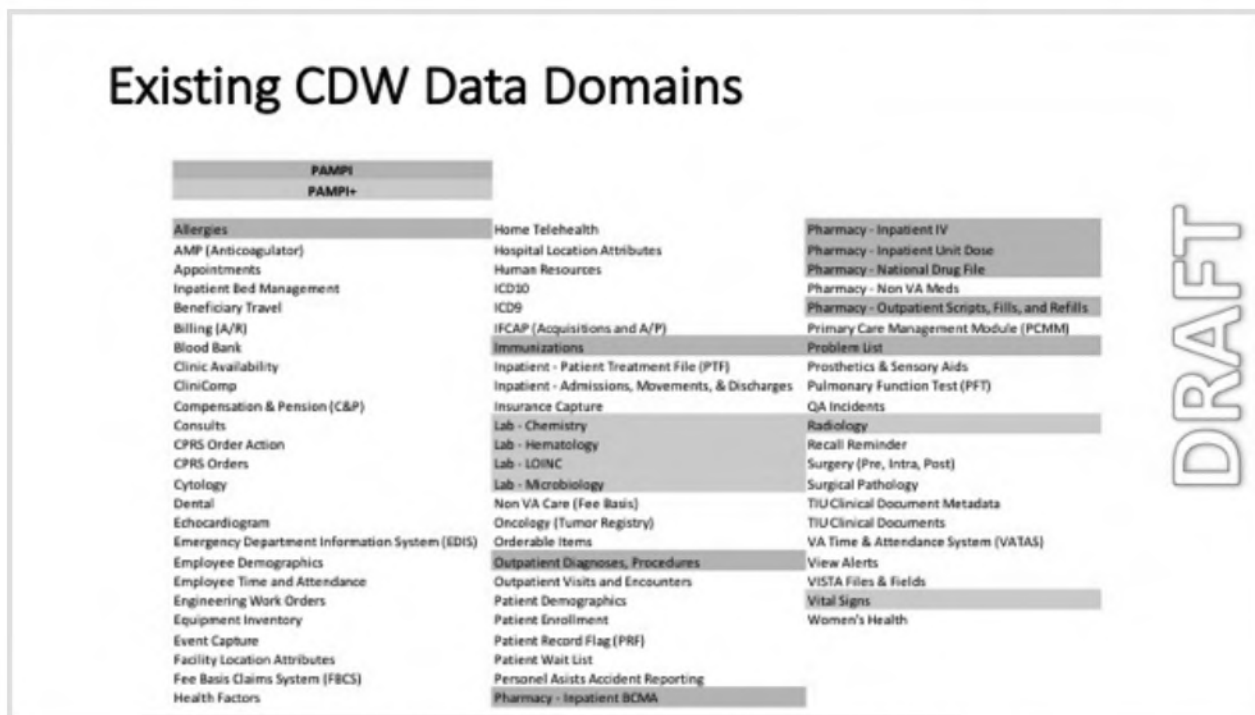 Existing CDW Data Domains
PAMPI
PAMPI+
Allergies
AMP (Anticoagulator)
Appointments
Inpatient Bed Management
Beneficiary Travel
Billing (A/R)
Blood Bank
Clinic Availability
CliniComp
Compensation & Pension (C&P)
Consults
CPRS Order Action
CPRS Orders
Cytology
Dental
Echocardiogram
Emergency Department Information System (EDIS)
Employee Demographics
Employee Time and Attendance
Engineering Work Orders
Equipment Inventory
Event Capture
Facility Location Attributes
Fee Basis Claims System (FBCS)
Health Factors
Home Telehealth
Hospital Location Attributes
Human Resources
ICD10
ICD9
IFCAP (Acquisitions and A/P)
Immunizations
Inpatient - Patient Treatment File (PTF)
Inpatient - Admissions, Movements, & Discharges
Insurance Capture
Lab - Chemistry
Lab - Hematology
Lab - LOINC
Lab - Microbiology
Non VA Care (Fee Basis)
Oncology (Tumor Registry)
Orderable Items
Outpatient Diagnoses, Procedures
Outpatient Visits and Encounters
Patient Demographics
Patient Enrollment
Patient Record Flag (PRF)
Patient Wait List
Personel Asists Accident Reporting
Pharmacy - Inpatient BCMA
Pharmacy - Inpatient IV
Pharmacy - Inpatient Unit Dose
Pharmacy - National Drug File
Pharmacy - Non VA Meds
Pharmacy - Outpatient Scripts, Fills, and Refills
Primary Care Management Module (PCMM)
Problem List
Prosthetics & Sensory Aids
Pulmonary Function Test (PFT)
QA Incidents
Radiology
Recall Reminder
Surgery (Pre, Intra, Post)
Surgical Pathology
TIU Clinical Document Metadata
TIU Clinical Documents
VA Time & Attendance System (VATAS)
View Alerts
VISTA Files & Fields
Vital Signs
Women's Health
DRAFT